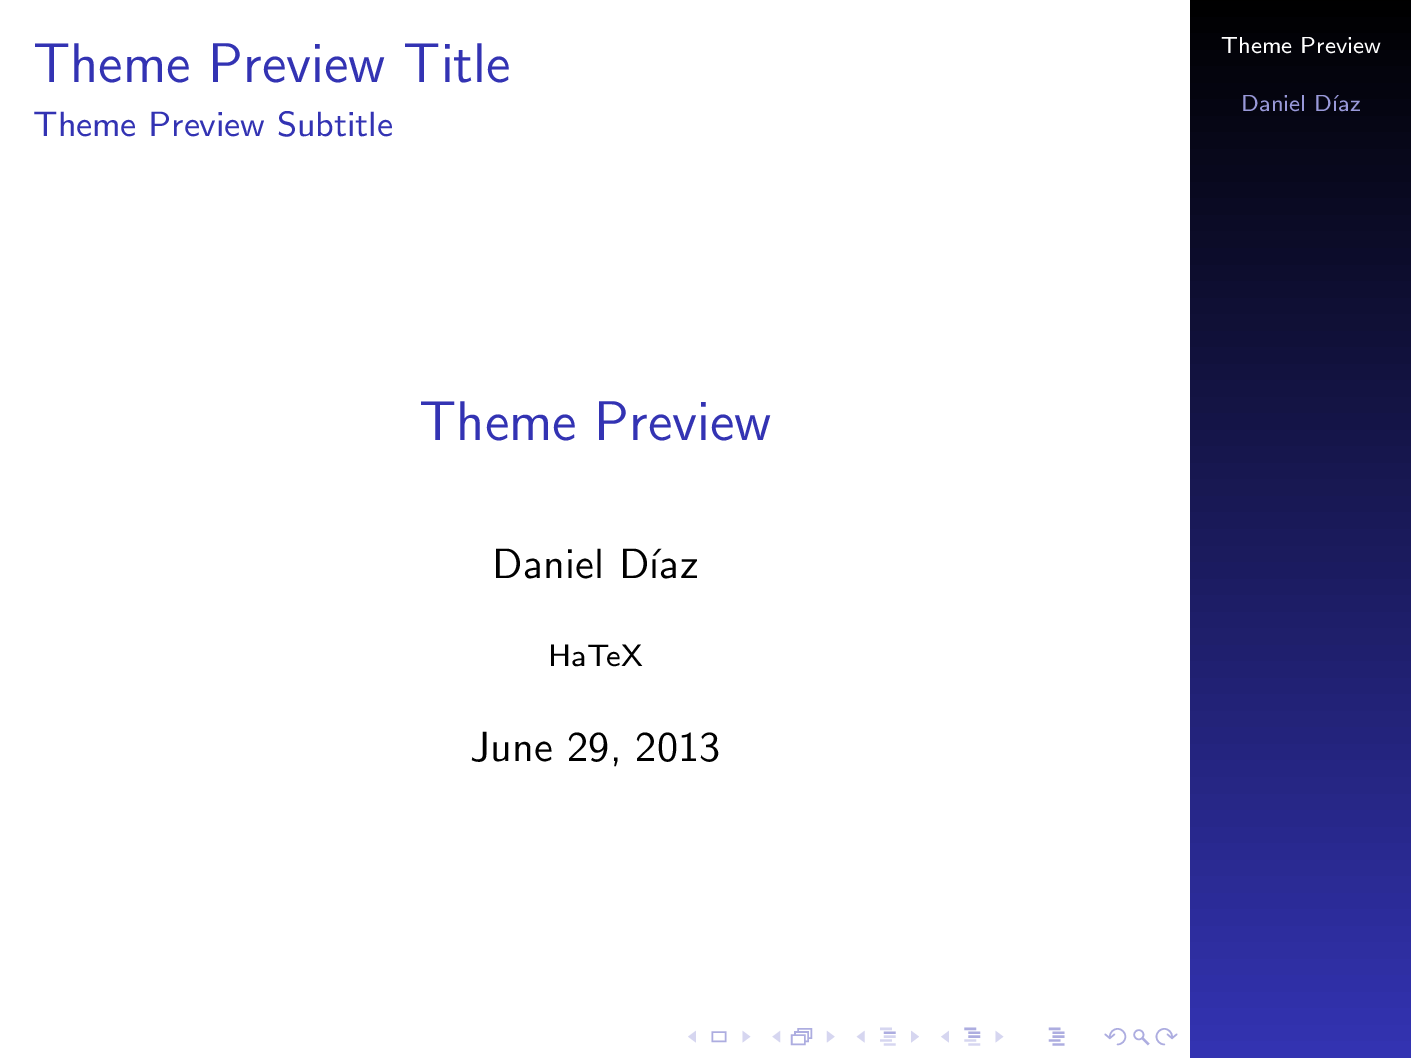 Theme Preview Title
Theme Preview Subtitle
Theme Preview
Daniel Díaz
HaTeX
June 29, 2013
Theme Preview
Daniel Díaz